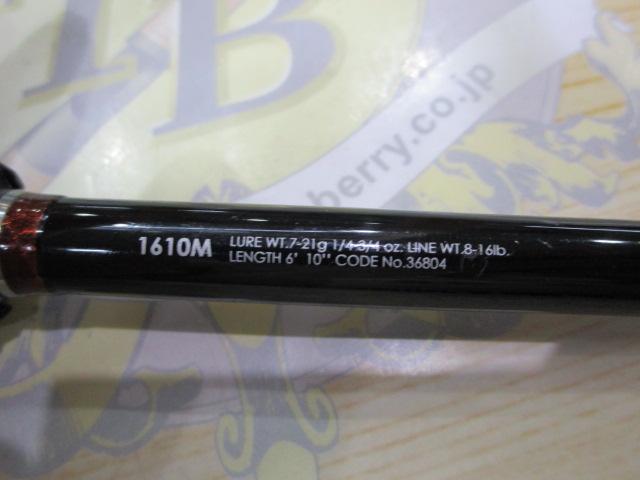 TB
berry.co.jp
1610M LURE WT.7-21g 1/4-3/4 oz. LINE WT.8-16lb.
LENGTH 6' 10'' CODE No.36804